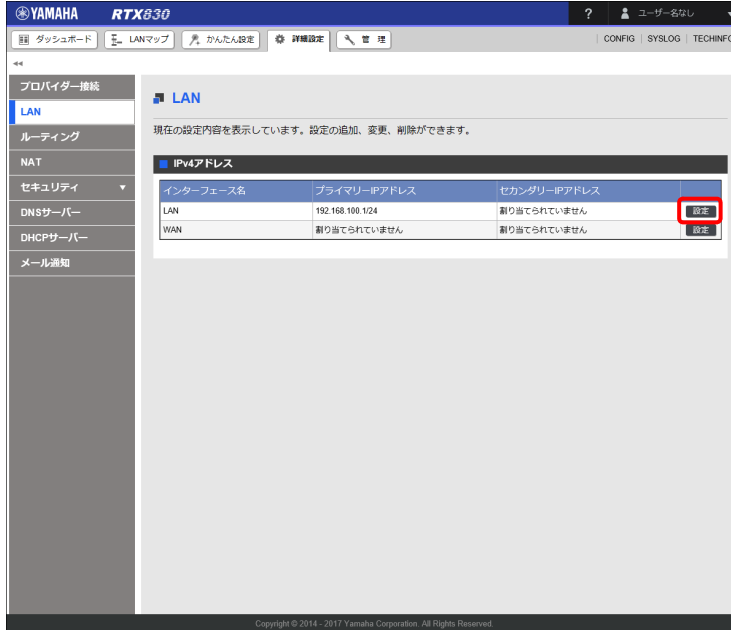 YAMAHA RTX830 ? ユーザー名なし
ダッシュボード LANマップ かんたん設定 詳細設定 管 理 CONFIG SYSLOG TECHINFO
プロバイダー接続
LAN
ルーティング
NAT
セキュリティ
DNSサーバー
DHCPサーバー
メール通知
LAN
現在の設定内容を表示しています。設定の追加、変更、削除ができます。
IPv4アドレス
インターフェース名 プライマリーIPアドレス セカンダリーIPアドレス
LAN 192.168.100.1/24 割り当てられていません 設定
WAN 割り当てられていません 割り当てられていません 設定
Copyright © 2014 - 2017 Yamaha Corporation. All Rights Reserved.